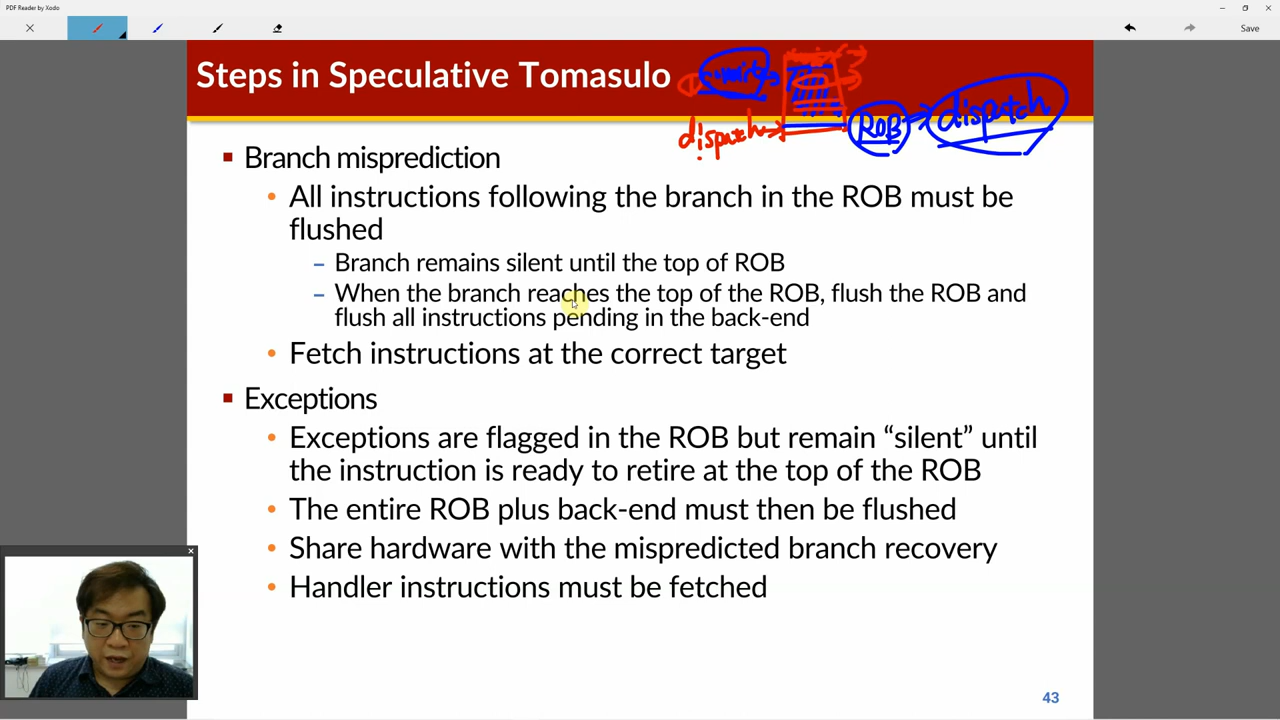 PDF Reader by Xodo
Save
Steps in Speculative Tomasulo
dispatch
ROB
dispatch
Branch misprediction
All instructions following the branch in the ROB must be
flushed
– Branch remains silent until the top of ROB
– When the branch reaches the top of the ROB, flush the ROB and
flush all instructions pending in the back-end
Fetch instructions at the correct target
Exceptions
Exceptions are flagged in the ROB but remain “silent” until
the instruction is ready to retire at the top of the ROB
The entire ROB plus back-end must then be flushed
Share hardware with the mispredicted branch recovery
Handler instructions must be fetched
43